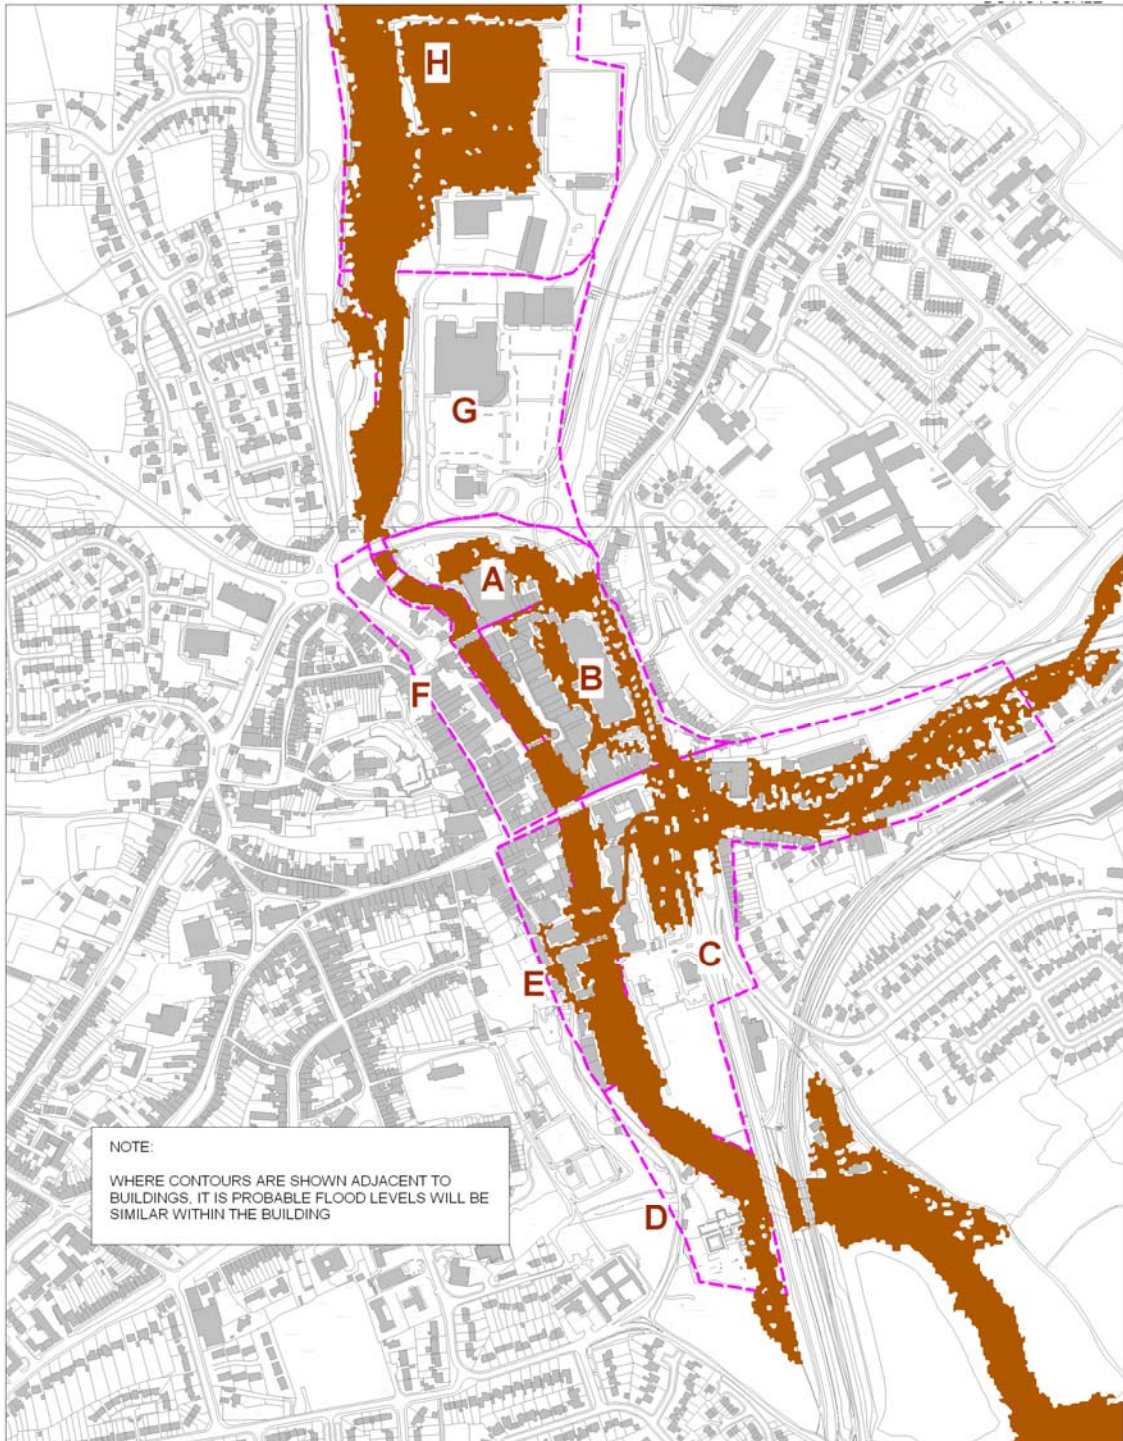 H
G
A
B
F
C
E
D
NOTE:
WHERE CONTOURS ARE SHOWN ADJACENT TO
BUILDINGS, IT IS PROBABLE FLOOD LEVELS WILL BE
SIMILAR WITHIN THE BUILDING